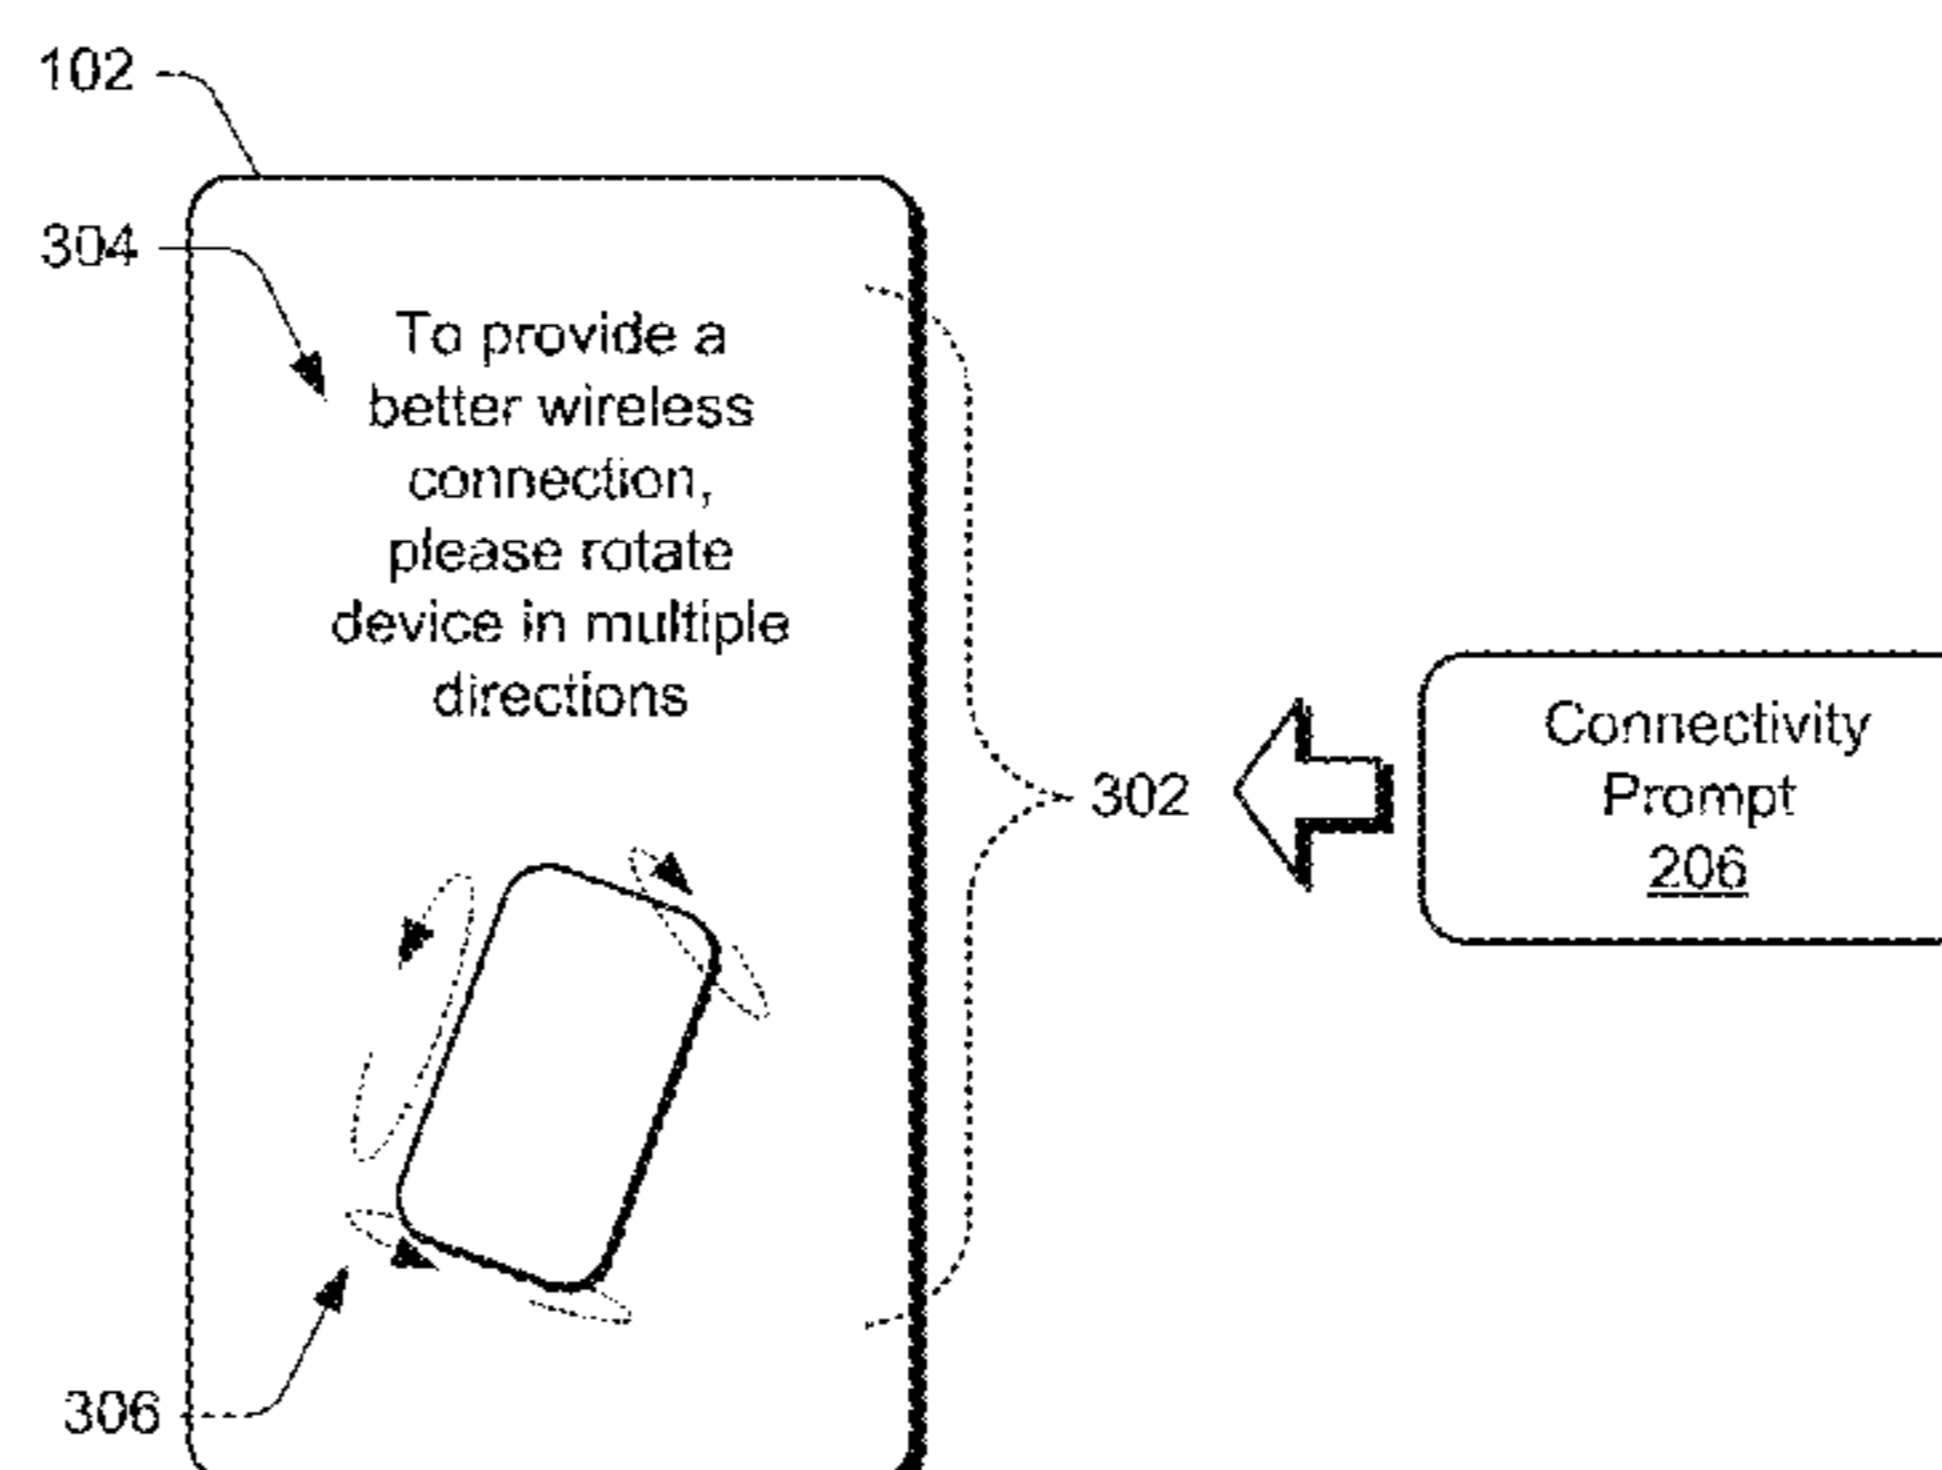 102
304
To provide a
better wireless
connection,
please rotate
device in multiple
directions
302
Connectivity
Prompt
206
306